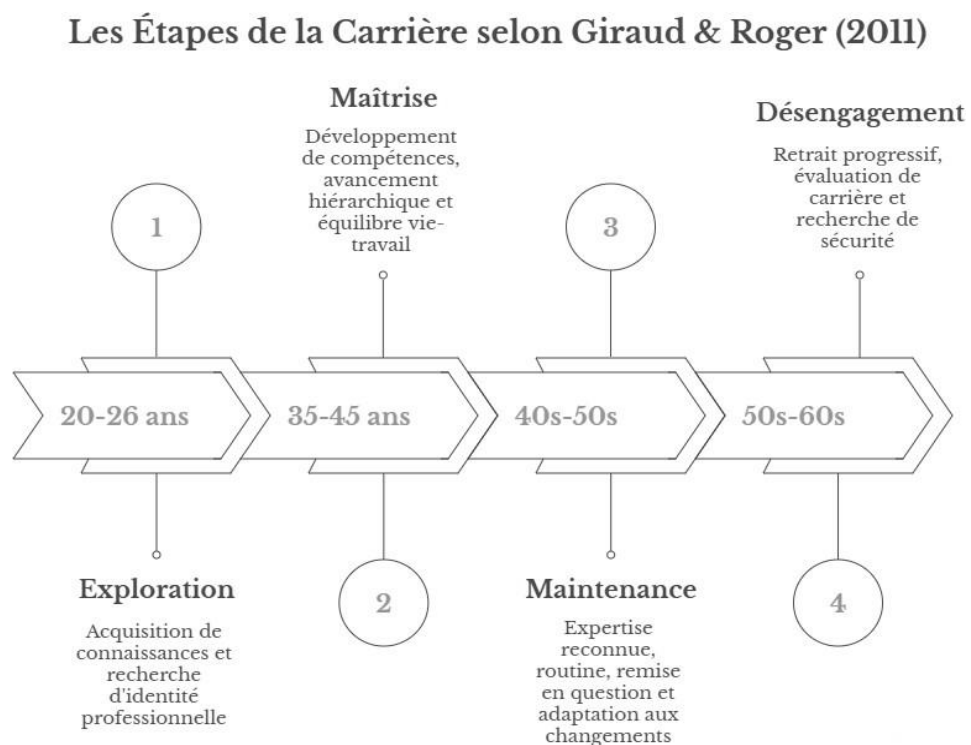 Les Étapes de la Carrière selon Giraud & Roger (2011)
1
20-26 ans
Exploration
Acquisition de
connaissances et
recherche
d'identité
professionnelle
Maîtrise
Développement
de compétences,
avancement
hiérarchique et
équilibre vie-
travail
35-45 ans
2
3
40s-50s
Maintenance
Expertise
reconnue,
routine, remise
en question et
adaptation aux
changements
Désengagement
Retrait progressif,
évaluation de
carrière et
recherche de
sécurité
50s-60s
4